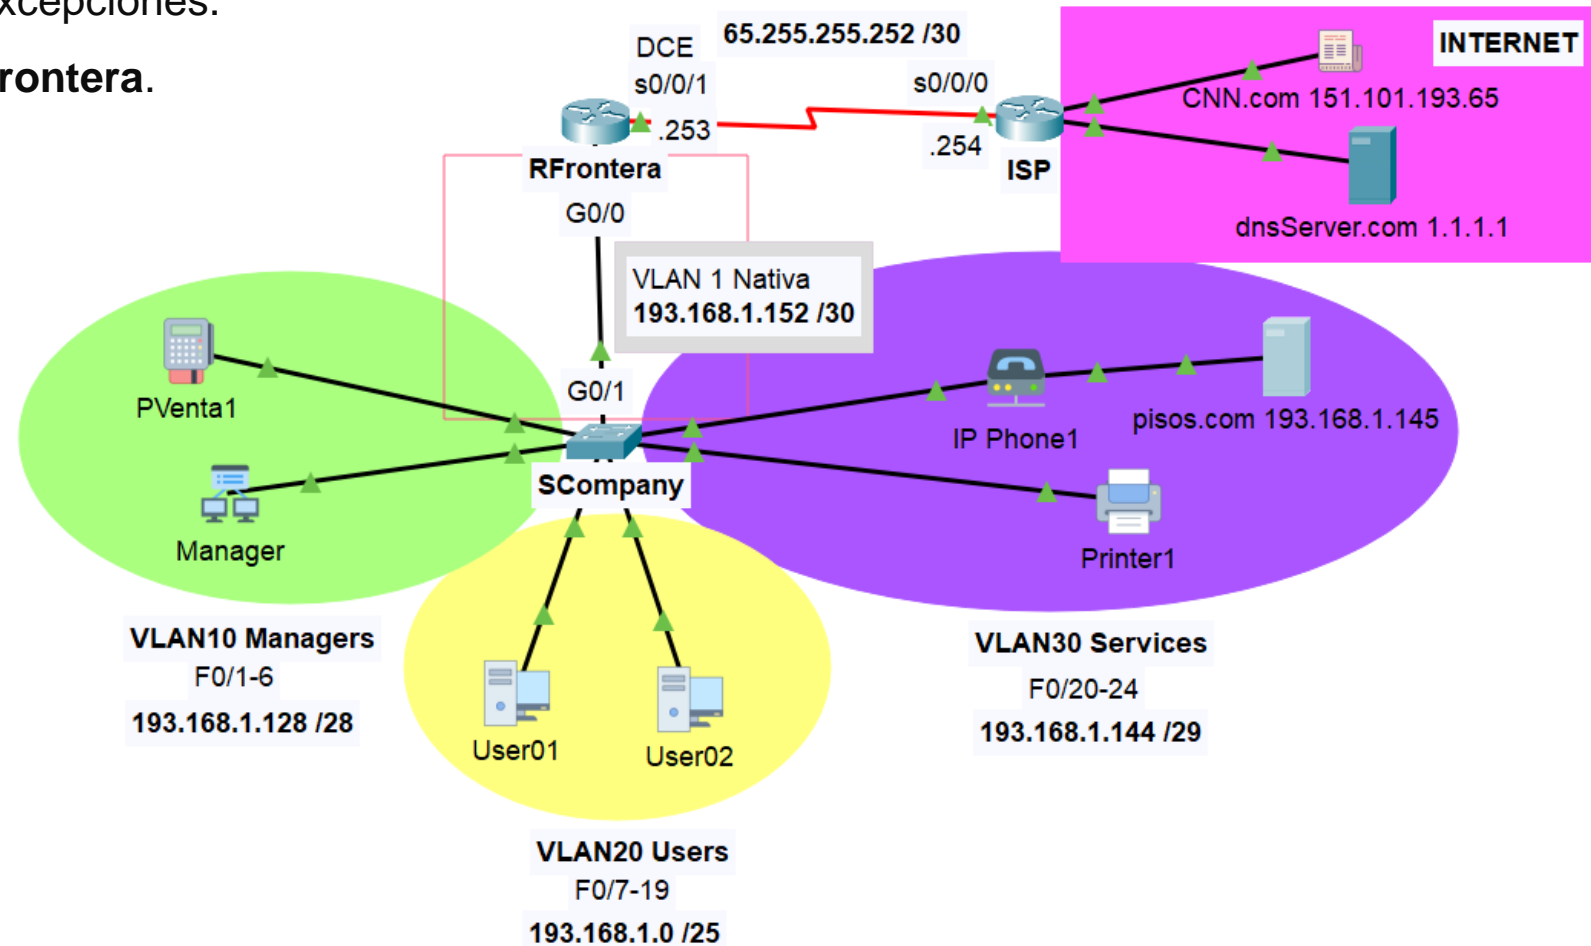 xcepciones.
rontera.
DCE
65.255.255.252 /30
INTERNET
s0/0/1
s0/0/0
CNN.com 151.101.193.65
.253
.254
RFrontera
ISP
G0/0
dnsServer.com 1.1.1.1
VLAN 1 Nativa
193.168.1.152 /30
G0/1
PVenta1
IP Phone1
pisos.com 193.168.1.145
SCompany
Manager
Printer1
VLAN10 Managers
F0/1-6
193.168.1.128 /28
User01
User02
VLAN30 Services
F0/20-24
193.168.1.144 /29
VLAN20 Users
F0/7-19
193.168.1.0 /25